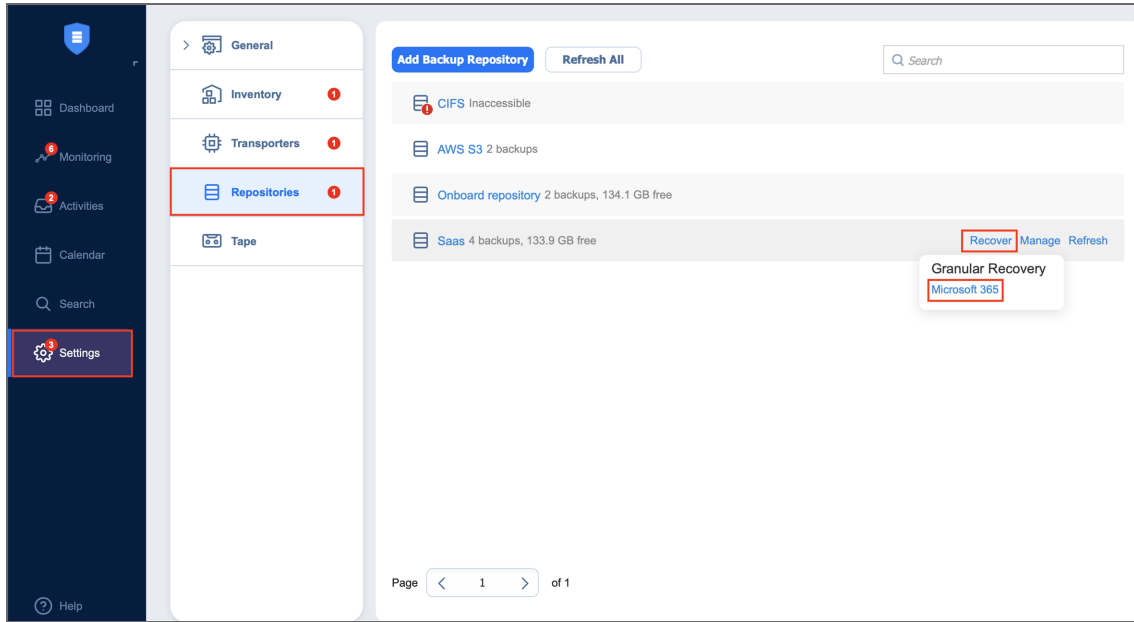 Dashboard
6
Monitoring
2
Activities
Calendar
Search
3
Settings
Help
General
Inventory 1
Transporters 1
Repositories 1
Tape
Add Backup Repository Refresh All Search
CIFS Inaccessible
AWS S3 2 backups
Onboard repository 2 backups, 134.1 GB free
Saas 4 backups, 133.9 GB free Recover Manage Refresh
Granular Recovery
Microsoft 365
Page 1 of 1